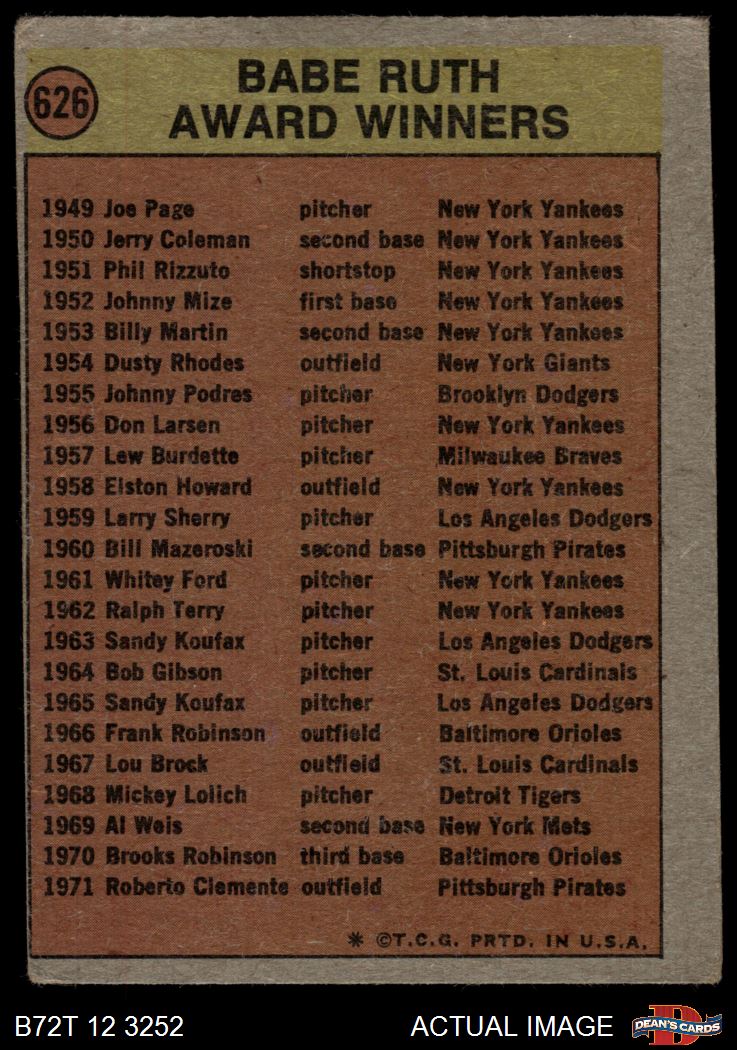 626
BABE RUTH
AWARD WINNERS
1949 Joe Page pitcher New York Yankees
1950 Jerry Coleman second base New York Yankees
1951 Phil Rizzuto shortstop New York Yankees
1952 Johnny Mize first base New York Yankees
1953 Billy Martin second base New York Yankees
1954 Dusty Rhodes outfield New York Giants
1955 Johnny Podres pitcher Brooklyn Dodgers
1956 Don Larsen pitcher New York Yankees
1957 Lew Burdette pitcher Milwaukee Braves
1958 Elston Howard outfield New York Yankees
1959 Larry Sherry pitcher Los Angeles Dodgers
1960 Bill Mazeroski second base Pittsburgh Pirates
1961 Whitey Ford pitcher New York Yankees
1962 Ralph Terry pitcher New York Yankees
1963 Sandy Koufax pitcher Los Angeles Dodgers
1964 Bob Gibson pitcher St. Louis Cardinals
1965 Sandy Koufax pitcher Los Angeles Dodgers
1966 Frank Robinson outfield Baltimore Orioles
1967 Lou Brock outfield St. Louis Cardinals
1968 Mickey Lolich pitcher Detroit Tigers
1969 Al Weis second base New York Mets
1970 Brooks Robinson third base Baltimore Orioles
1971 Roberto Clemente outfield Pittsburgh Pirates
* ©T.C.G. PRTD. IN U.S.A.
B72T 12 3252 ACTUAL IMAGE DEAN'S CARDS